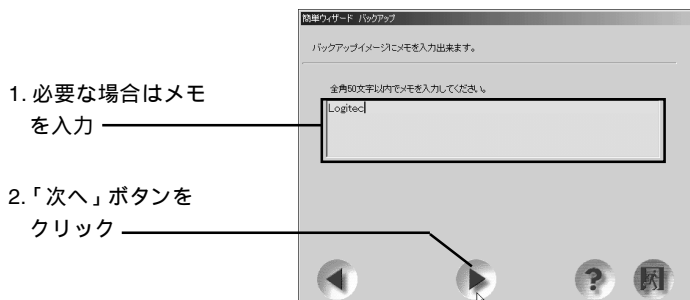 簡単ウィザード バックアップ
バックアップイメージにメモを入力出来ます。
全角50文字以内でメモを入力してください。
Logitec
1. 必要な場合はメモ
を入力
2.「次へ」ボタンを
クリック
?